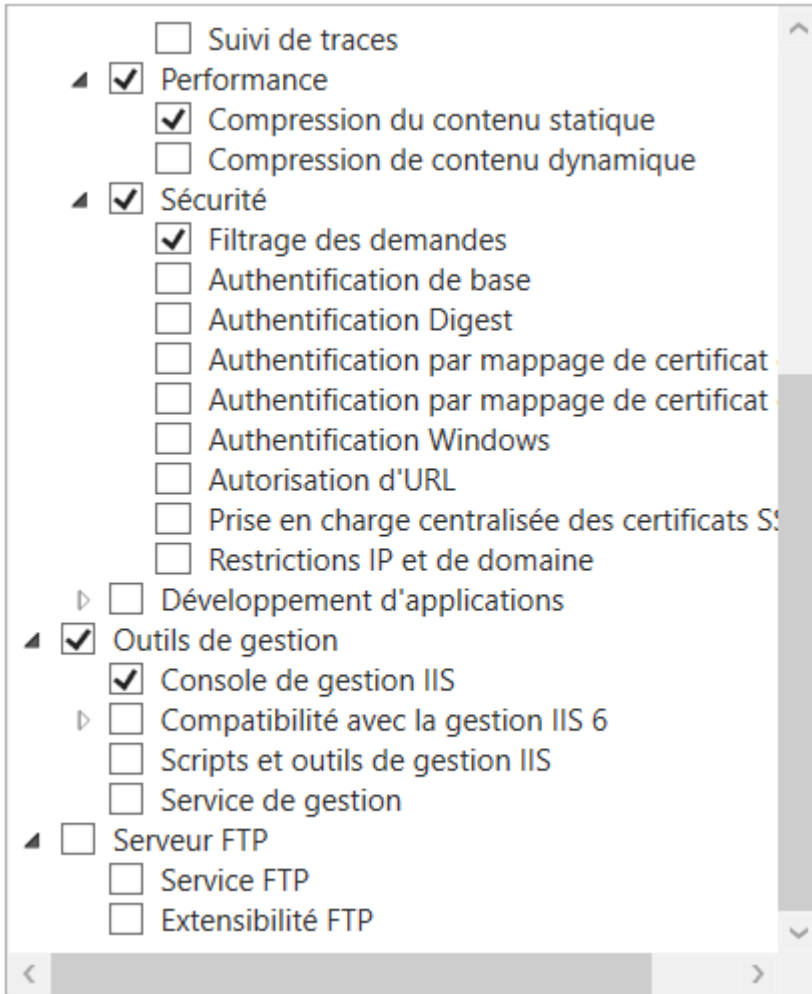 Suivi de traces
Performance
Compression du contenu statique
Compression de contenu dynamique
Sécurité
Filtrage des demandes
Authentification de base
Authentification Digest
Authentification par mappage de certificat
Authentification par mappage de certificat
Authentification Windows
Autorisation d'URL
Prise en charge centralisée des certificats
Restrictions IP et de domaine
Développement d'applications
Outils de gestion
Console de gestion IIS
Compatibilité avec la gestion IIS 6
Scripts et outils de gestion IIS
Service de gestion
Serveur FTP
Service FTP
Extensibilité FTP